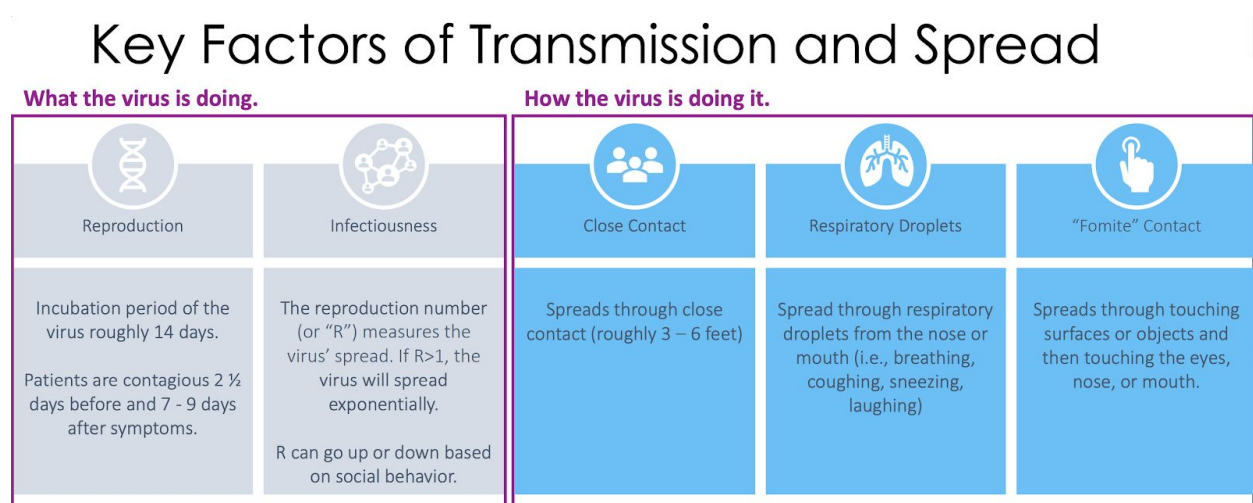 Key Factors of Transmission and Spread
What the virus is doing.
How the virus is doing it.
Reproduction
Incubation period of the
virus roughly 14 days.
Patients are contagious 2 ½
days before and 7 - 9 days
after symptoms.
Infectiousness
The reproduction number
(or “R”) measures the
virus’ spread. If R>1, the
virus will spread
exponentially.
R can go up or down based
on social behavior.
Close Contact
Spreads through close
contact (roughly 3 – 6 feet)
Respiratory Droplets
Spread through respiratory
droplets from the nose or
mouth (i.e., breathing,
coughing, sneezing,
laughing)
“Fomite” Contact
Spreads through touching
surfaces or objects and
then touching the eyes,
nose, or mouth.